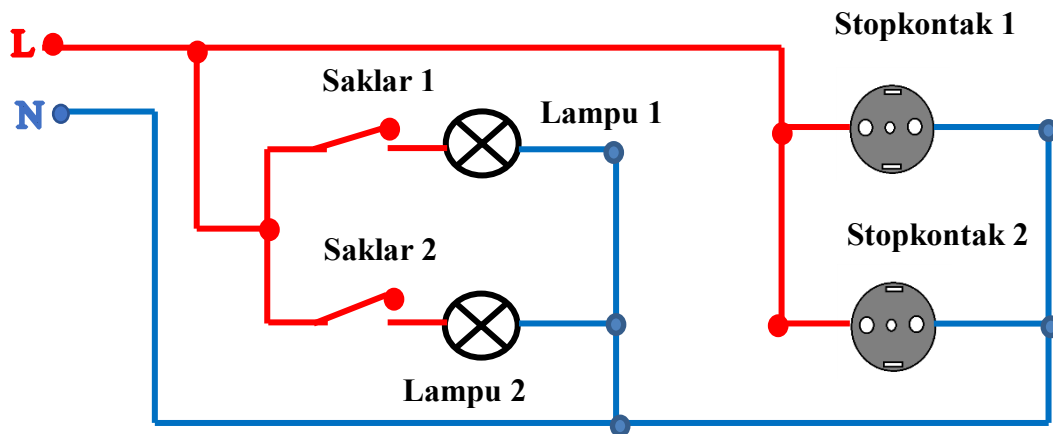 L
N
Saklar 1
Lampu 1
Saklar 2
Lampu 2
Stopkontak 1
Stopkontak 2